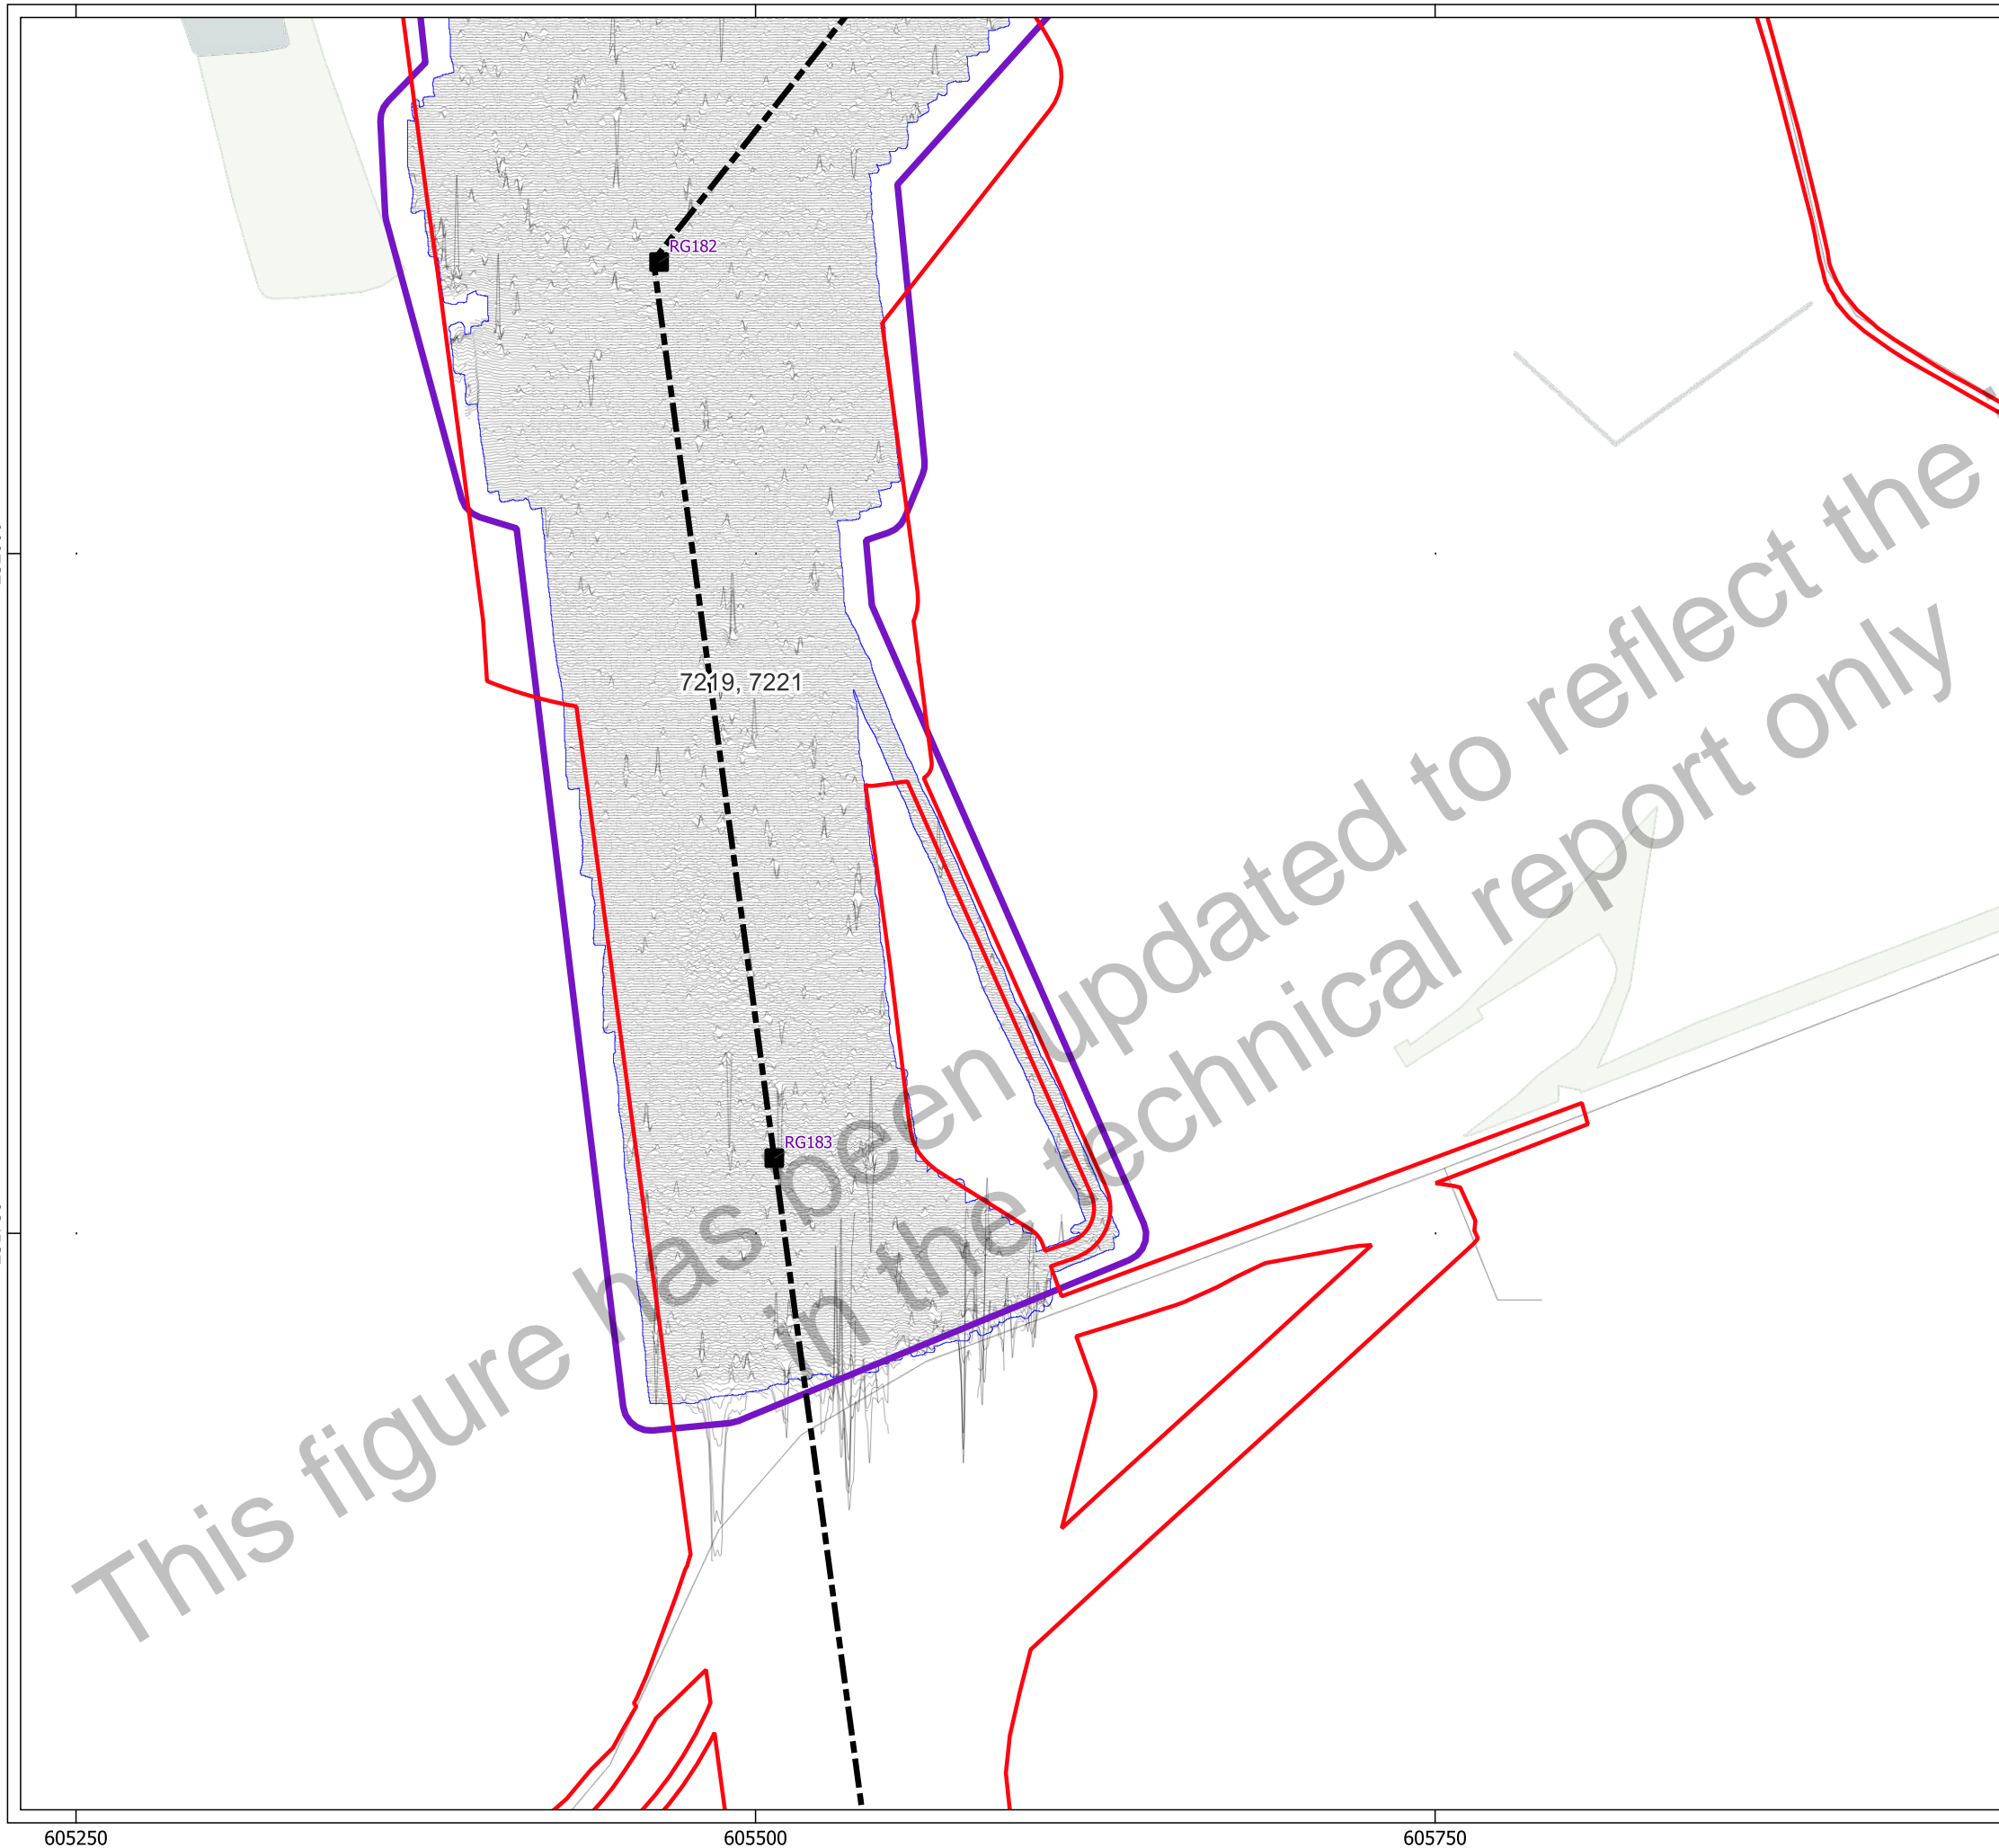 RG182
7219, 7221
RG183
This figure has been updated to reflect the
in the technical report only
605250
605500
605750